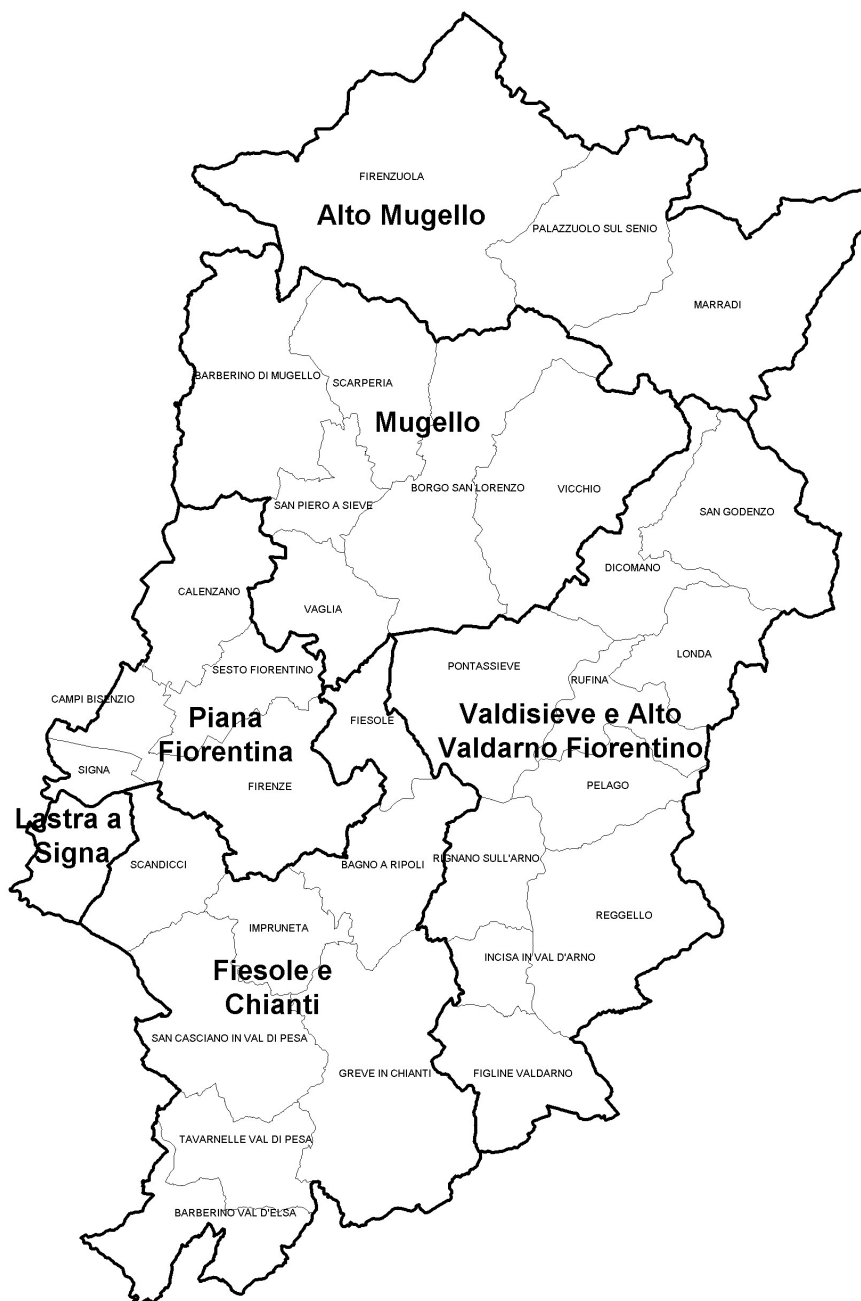 FIRENZUOLA
Alto Mugello
PALAZZUOLO SUL SENIO
MARRADI
BARBERINO DI MUGELLO
SCARPERIA
Mugello
BORGO SAN LORENZO
VICCHIO
SAN PIERO A SIEVE
SAN GODENZO
DICOMANO
CALENZANO
VAGLIA
LONDA
SESTO FIORENTINO
PONTASSIEVE
RUFINA
CAMPI BISENZIO
Piana
Fiorentina
FIESOLE
Valdisieve e Alto
Valdarno Fiorentino
SIGNA
FIRENZE
PELAGO
Lastra a
Signa
SCANDICCI
BAGNO A RIPOLI
RIGNANO SULL'ARNO
REGGELLO
IMPRUNETA
INCISA IN VAL D'ARNO
Fiesole e
Chianti
SAN CASCIANO IN VAL DI PESA
GREVE IN CHIANTI
FIGLINE VALDARNO
TAVARNELLE VAL DI PESA
BARBERINO VAL D'ELSA